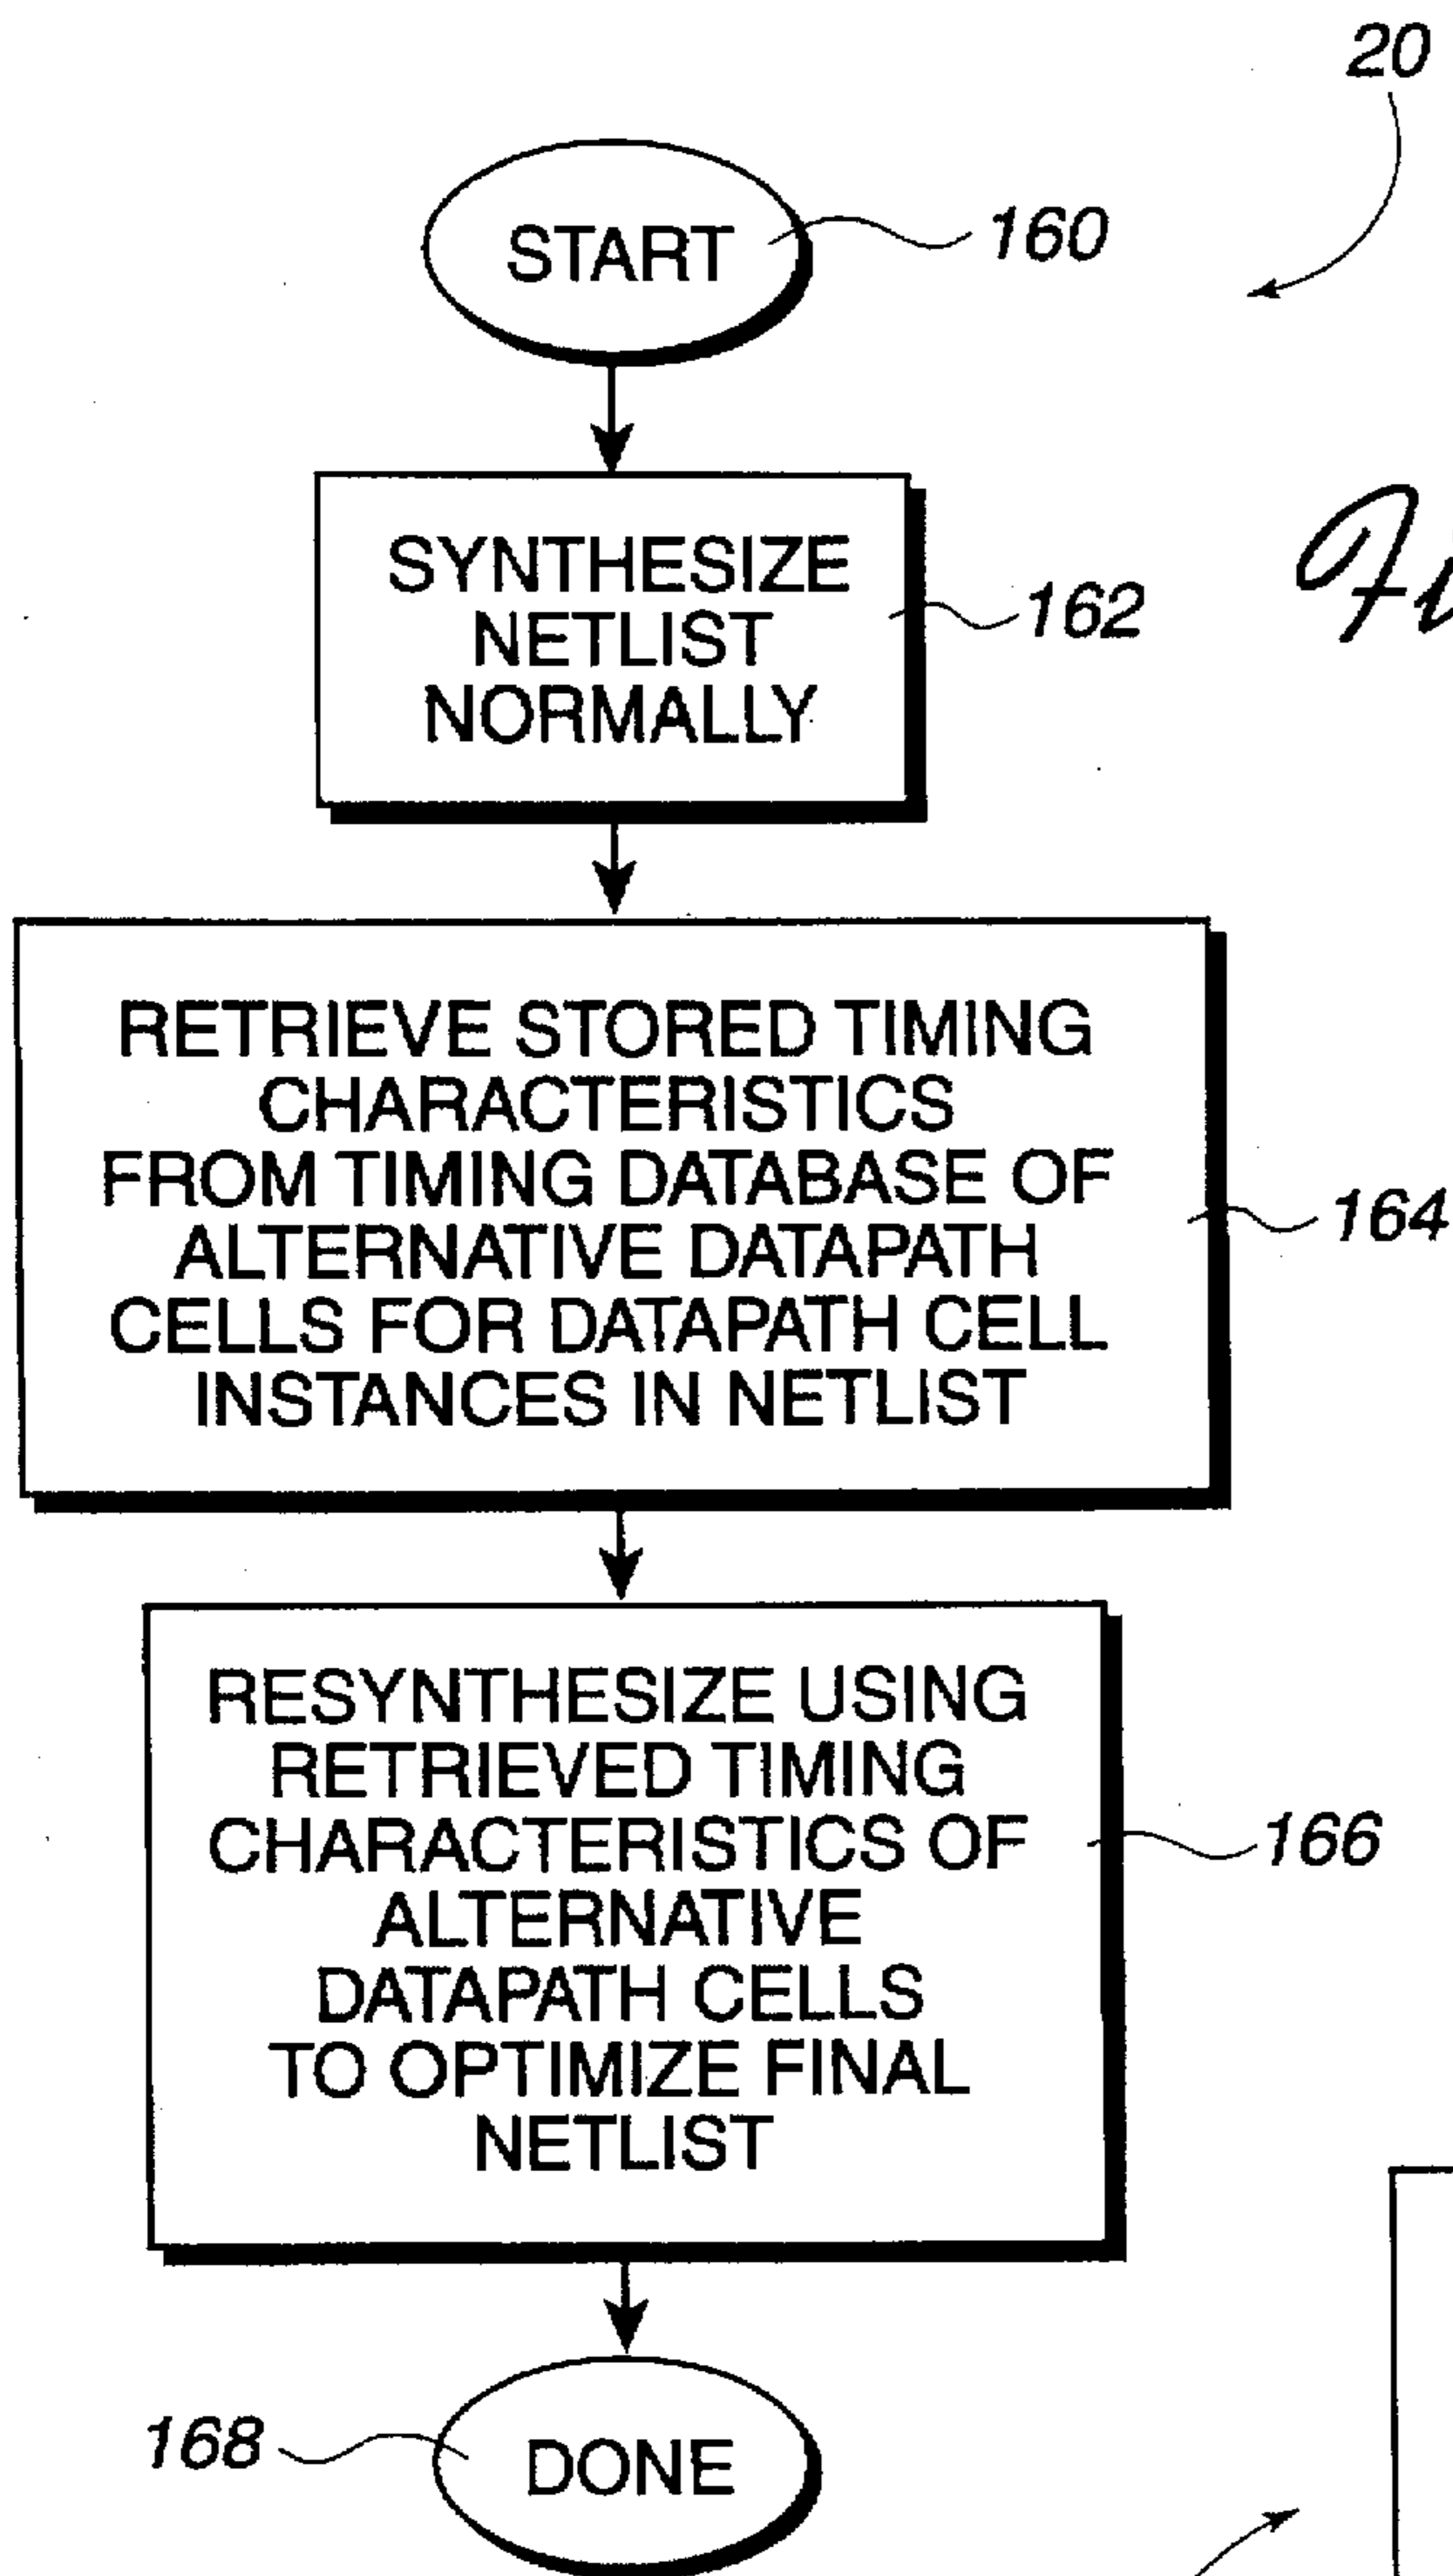 20
START
160
SYNTHESIZE
NETLIST
NORMALLY
162
RETRIEVE STORED TIMING
CHARACTERISTICS
FROM TIMING DATABASE OF
ALTERNATIVE DATAPATH
CELLS FOR DATAPATH CELL
INSTANCES IN NETLIST
164
RESYNTHESIZE USING
RETRIEVED TIMING
CHARACTERISTICS OF
ALTERNATIVE
DATAPATH CELLS
TO OPTIMIZE FINAL
NETLIST
166
168
DONE